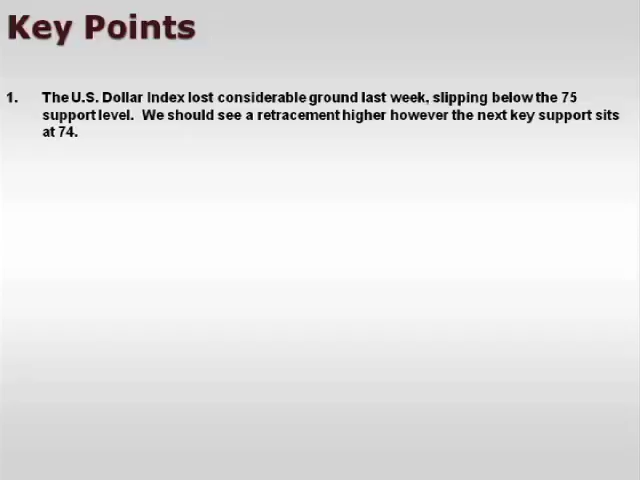 Key Points
1. The U.S. Dollar Index lost considerable ground last week, slipping below the 75
support level.  We should see a retracement higher however the next key support sits
at 74.